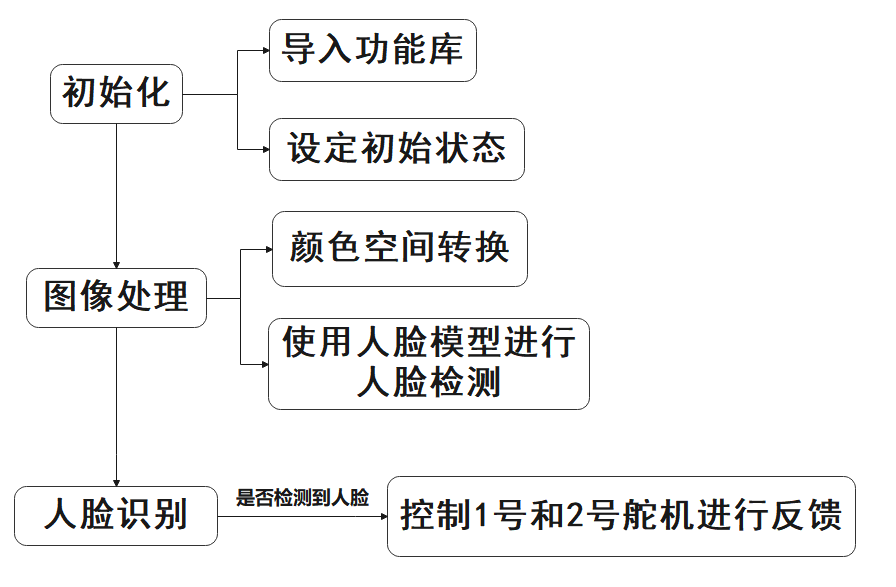 导入功能库
初始化
设定初始状态
颜色空间转换
图像处理
使用人脸模型进行
人脸检测
人脸识别
是否检测到人脸
控制1号和2号舵机进行反馈